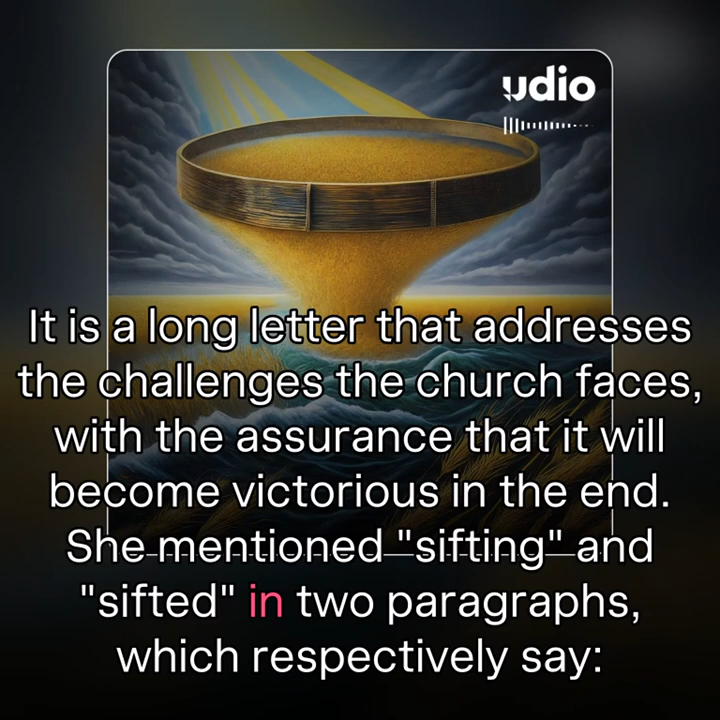 udio
It is a long letter that addresses
the challenges the church faces,
with the assurance that it will
become victorious in the end.
She mentioned "sifting" and
"sifted" in two paragraphs,
which respectively say: